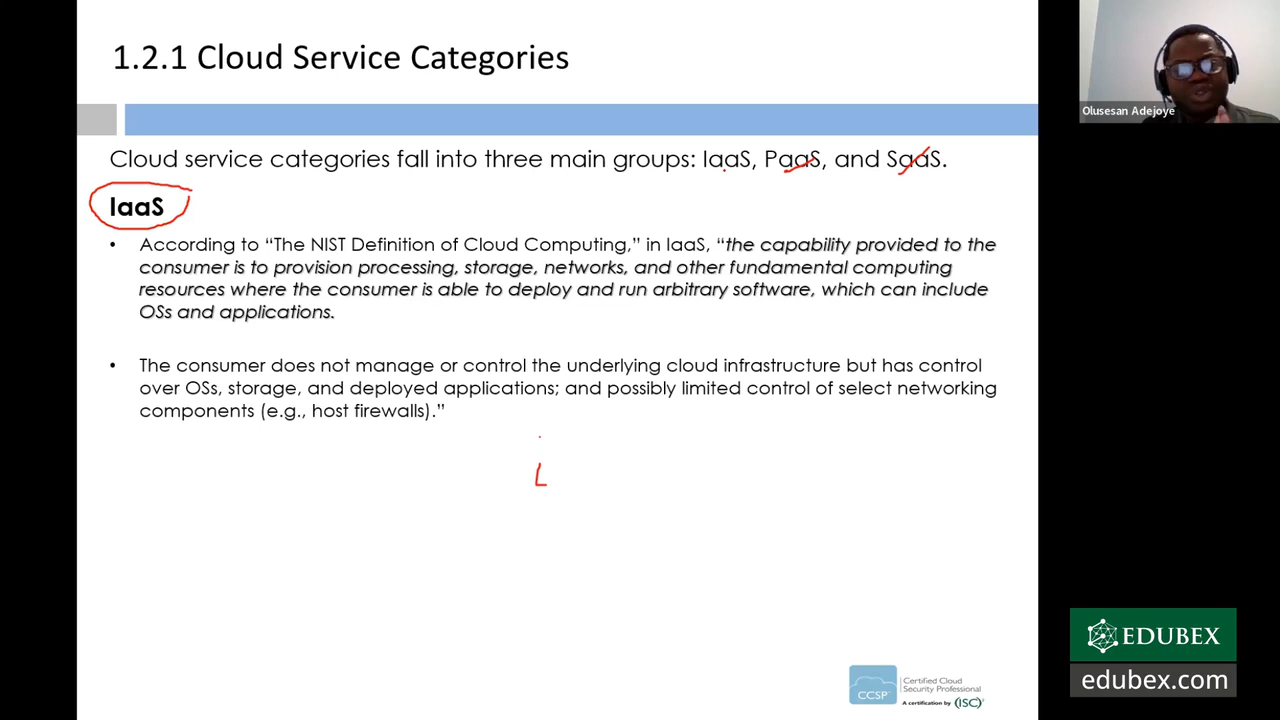 1.2.1 Cloud Service Categories
Olusesan Adejoye
Cloud service categories fall into three main groups: IaaS, PaaS, and SaaS.
IaaS
• According to “The NIST Definition of Cloud Computing,” in IaaS, “the capability provided to the
consumer is to provision processing, storage, networks, and other fundamental computing
resources where the consumer is able to deploy and run arbitrary software, which can include
OSs and applications.
• The consumer does not manage or control the underlying cloud infrastructure but has control
over OSs, storage, and deployed applications; and possibly limited control of select networking
components (e.g., host firewalls).”
L
EDUBEX
edubex.com
CCSP
Certified Cloud
Security Professional
A certification by (ISC)²